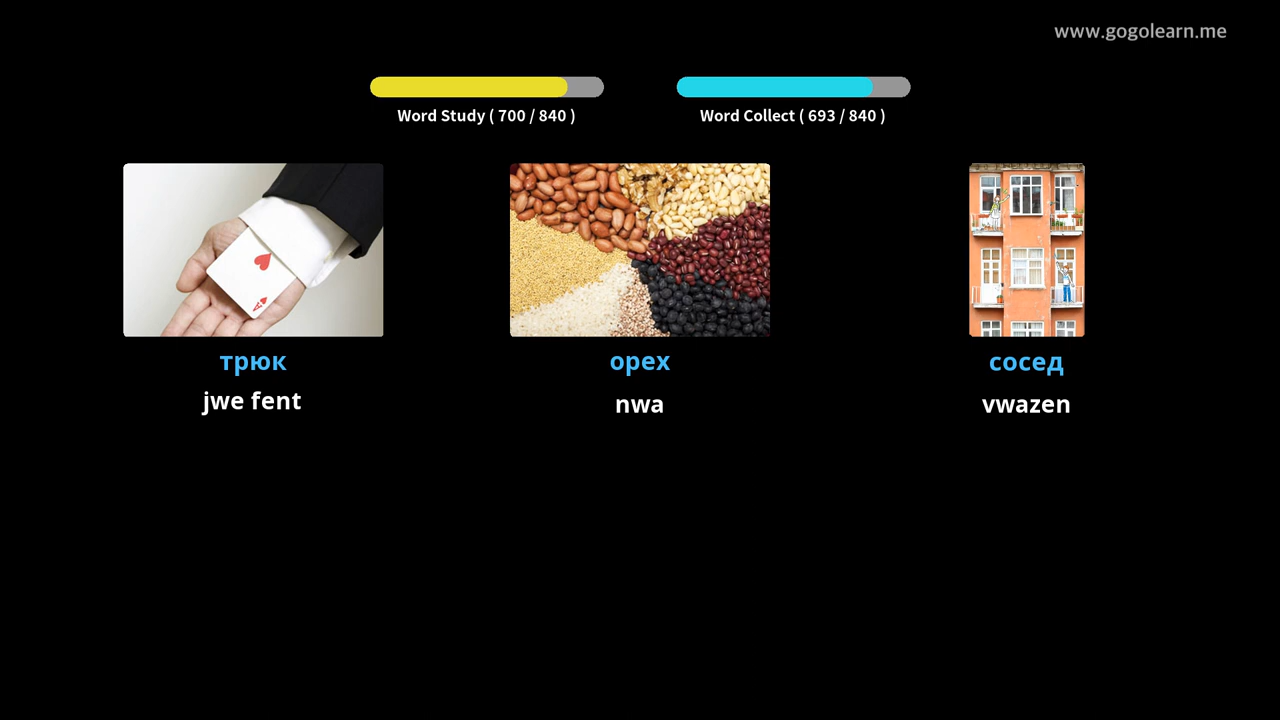 www.gogolearn.me
Word Study ( 700 / 840 )
Word Collect ( 693 / 840 )
трюк
орех
сосед
jwe fent
nwa
vwazen